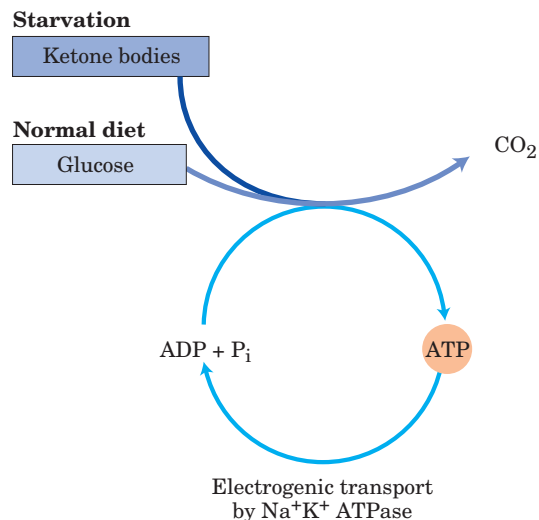 Starvation
Ketone bodies
Normal diet
Glucose
CO₂
ADP + Pᵢ
ATP
Electrogenic transport
by Na⁺K⁺ ATPase